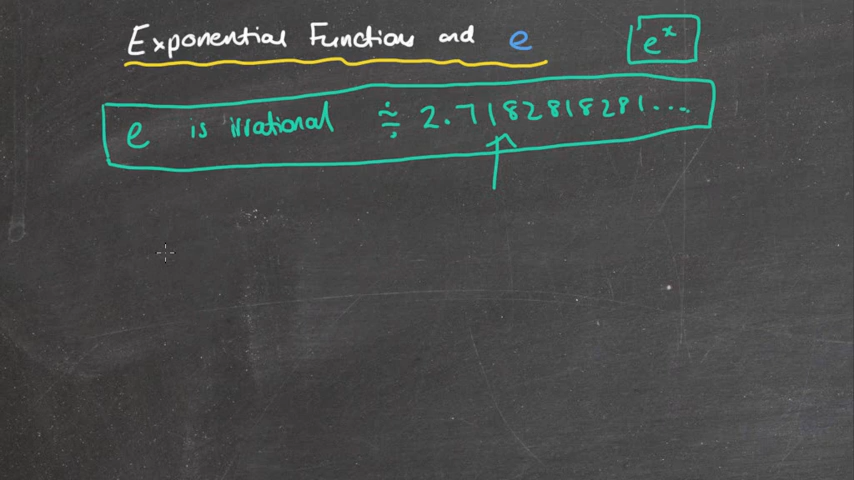 Exponential Function and e
e^x
e is irrational ≑ 2.7182818281...